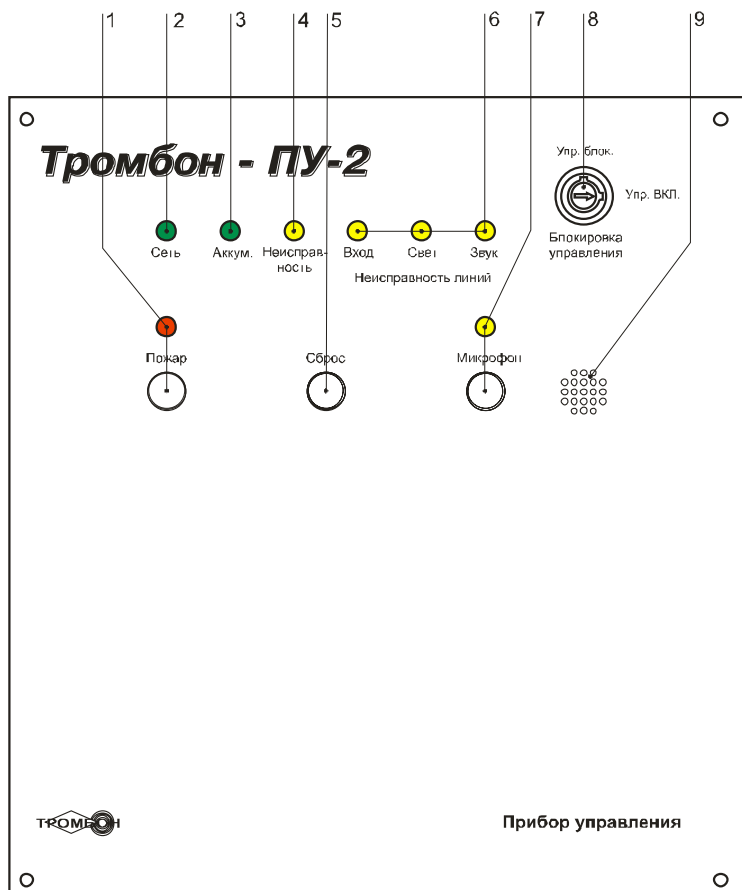 1 2 3 4 5 6 7 8 9
Тромбон - ПУ-2
Упр. блок.
Упр. ВКЛ.
Блокировка
управления
Сеть Аккум. Неисправ-
ность
Вход Свет Звук
Неисправность линий
Пожар Сброс Микрофон
ТРОМБОН
Прибор управления